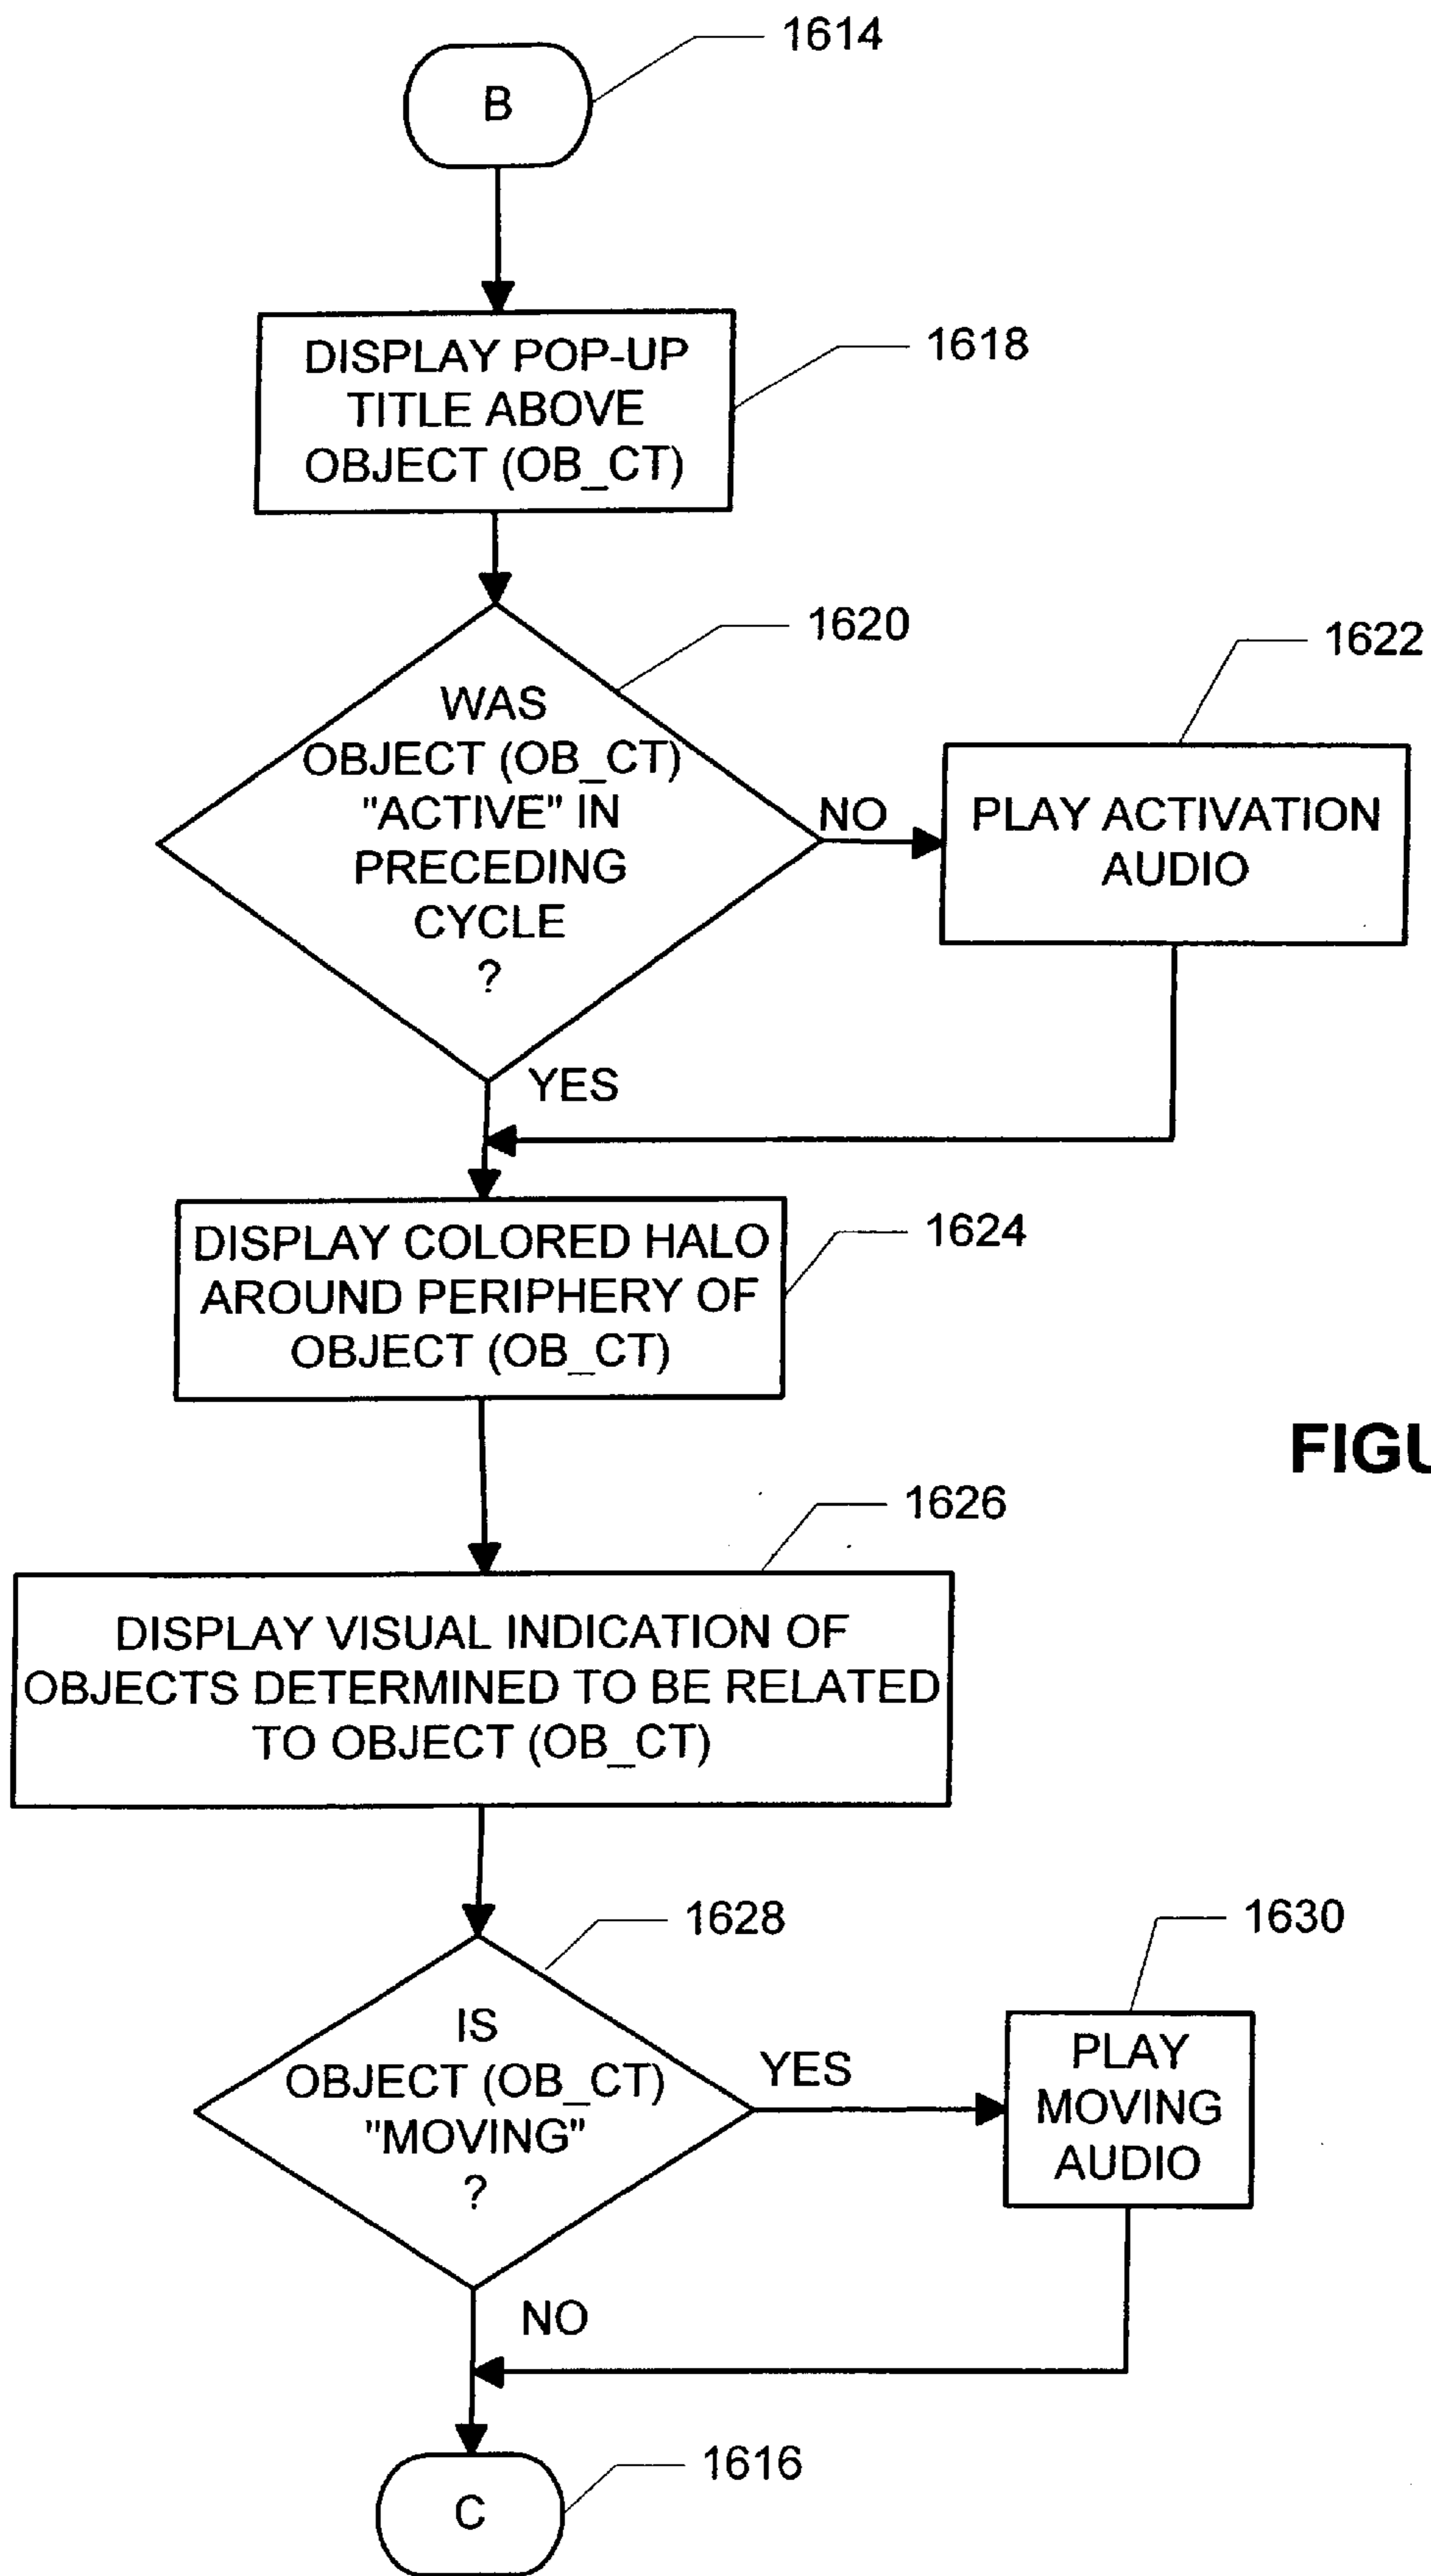 1614
B
DISPLAY POP-UP
TITLE ABOVE
OBJECT (OB_CT)
1618
1620
WAS
OBJECT (OB_CT)
"ACTIVE" IN
PRECEDING
CYCLE
?
NO
1622
PLAY ACTIVATION
AUDIO
YES
DISPLAY COLORED HALO
AROUND PERIPHERY OF
OBJECT (OB_CT)
1624
FIGU
1626
DISPLAY VISUAL INDICATION OF
OBJECTS DETERMINED TO BE RELATED
TO OBJECT (OB_CT)
1628
IS
OBJECT (OB_CT)
"MOVING"
?
YES
1630
PLAY
MOVING
AUDIO
NO
1616
C